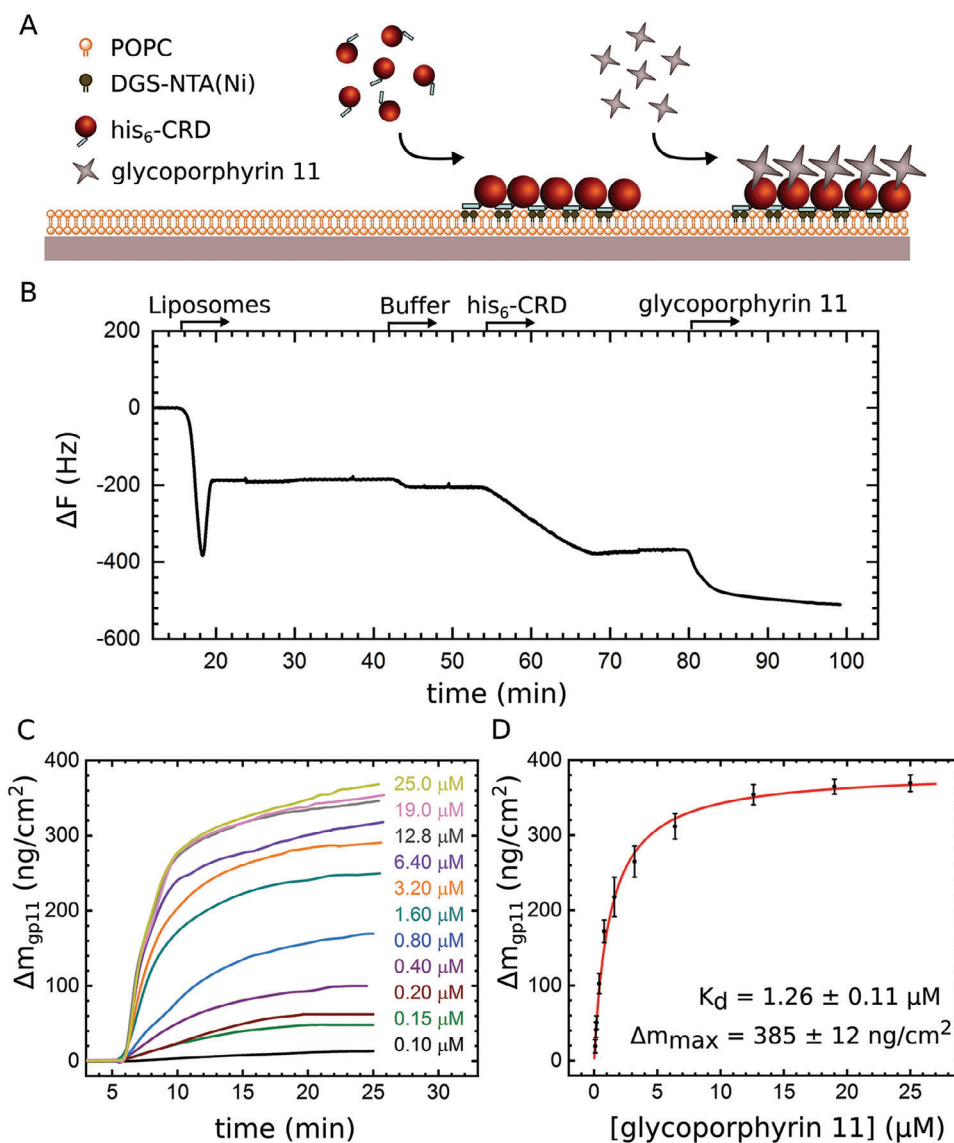 A
POPC
DGS-NTA(Ni)
his₆-CRD
glycoporphyrin 11
B
Liposomes
Buffer
his₆-CRD
glycoporphyrin 11
200
0
-200
-400
-600
ΔF (Hz)
20 30 40 50 60 70 80 90 100
time (min)
C
400
300
200
100
0
Δm_gp11 (ng/cm²)
25.0 μM
19.0 μM
12.8 μM
6.40 μM
3.20 μM
1.60 μM
0.80 μM
0.40 μM
0.20 μM
0.15 μM
0.10 μM
5 10 15 20 25 30
time (min)
D
400
300
200
100
0
Δm_gp11 (ng/cm²)
K_d = 1.26 ± 0.11 μM
Δm_max = 385 ± 12 ng/cm²
0 5 10 15 20 25
[glycoporphyrin 11] (μM)